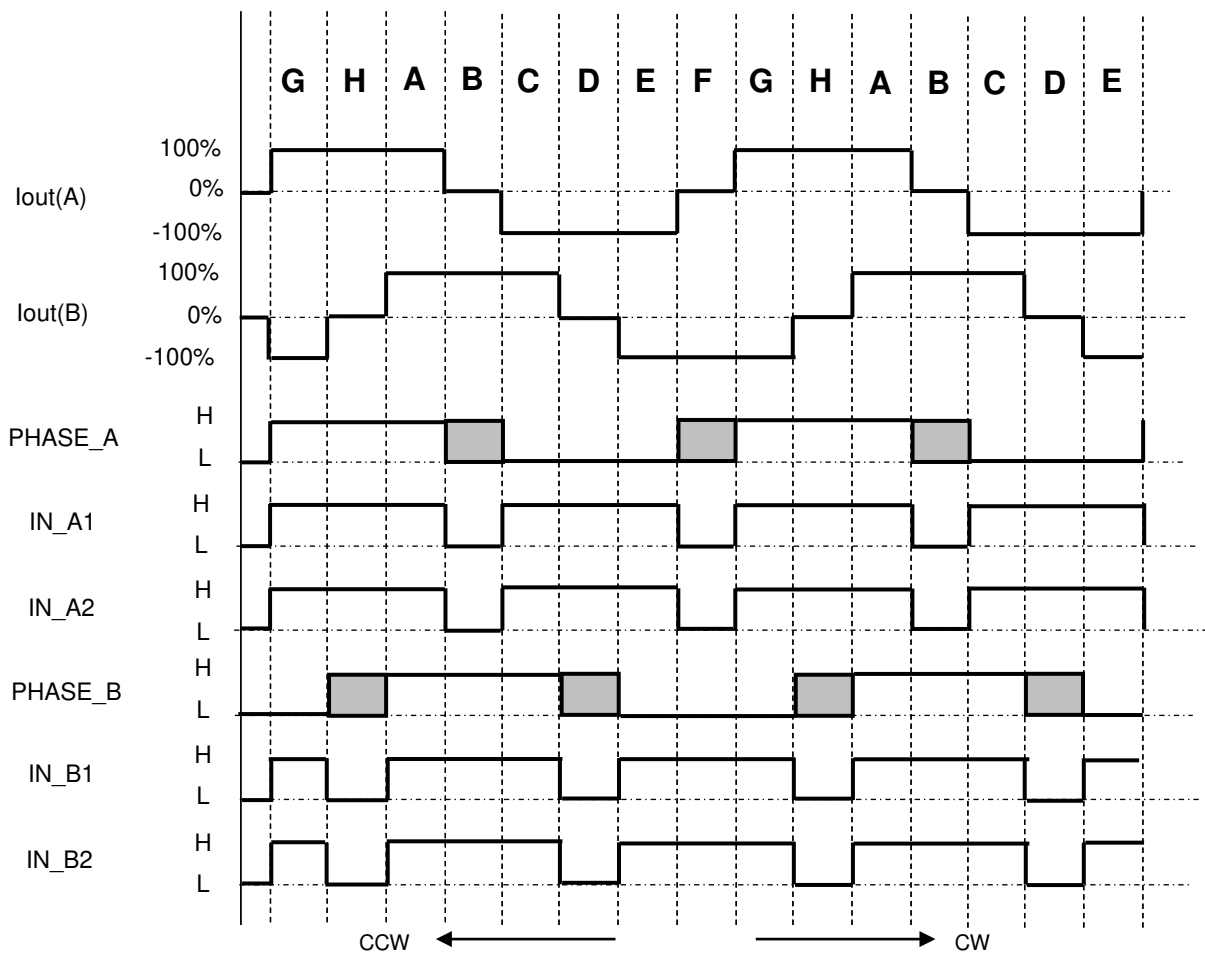 G H A B C D E F G H A B C D E
100%
Iout(A) 0%
-100%
100%
Iout(B) 0%
-100%
H
PHASE_A
L
H
IN_A1
L
H
IN_A2
L
H
PHASE_B
L
H
IN_B1
L
H
IN_B2
L
CCW CW